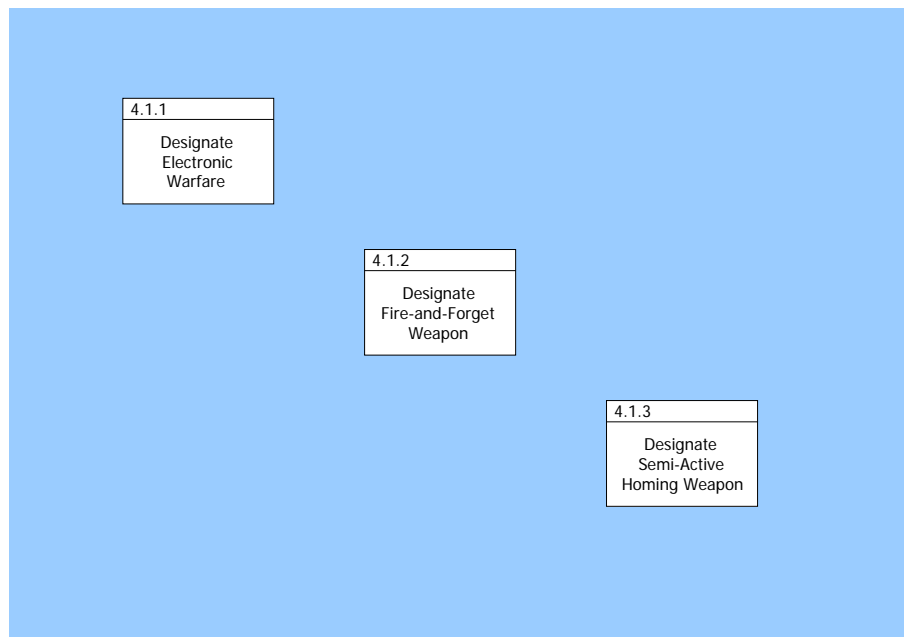 4.1.1
Designate
Electronic
Warfare
4.1.2
Designate
Fire-and-Forget
Weapon
4.1.3
Designate
Semi-Active
Homing Weapon